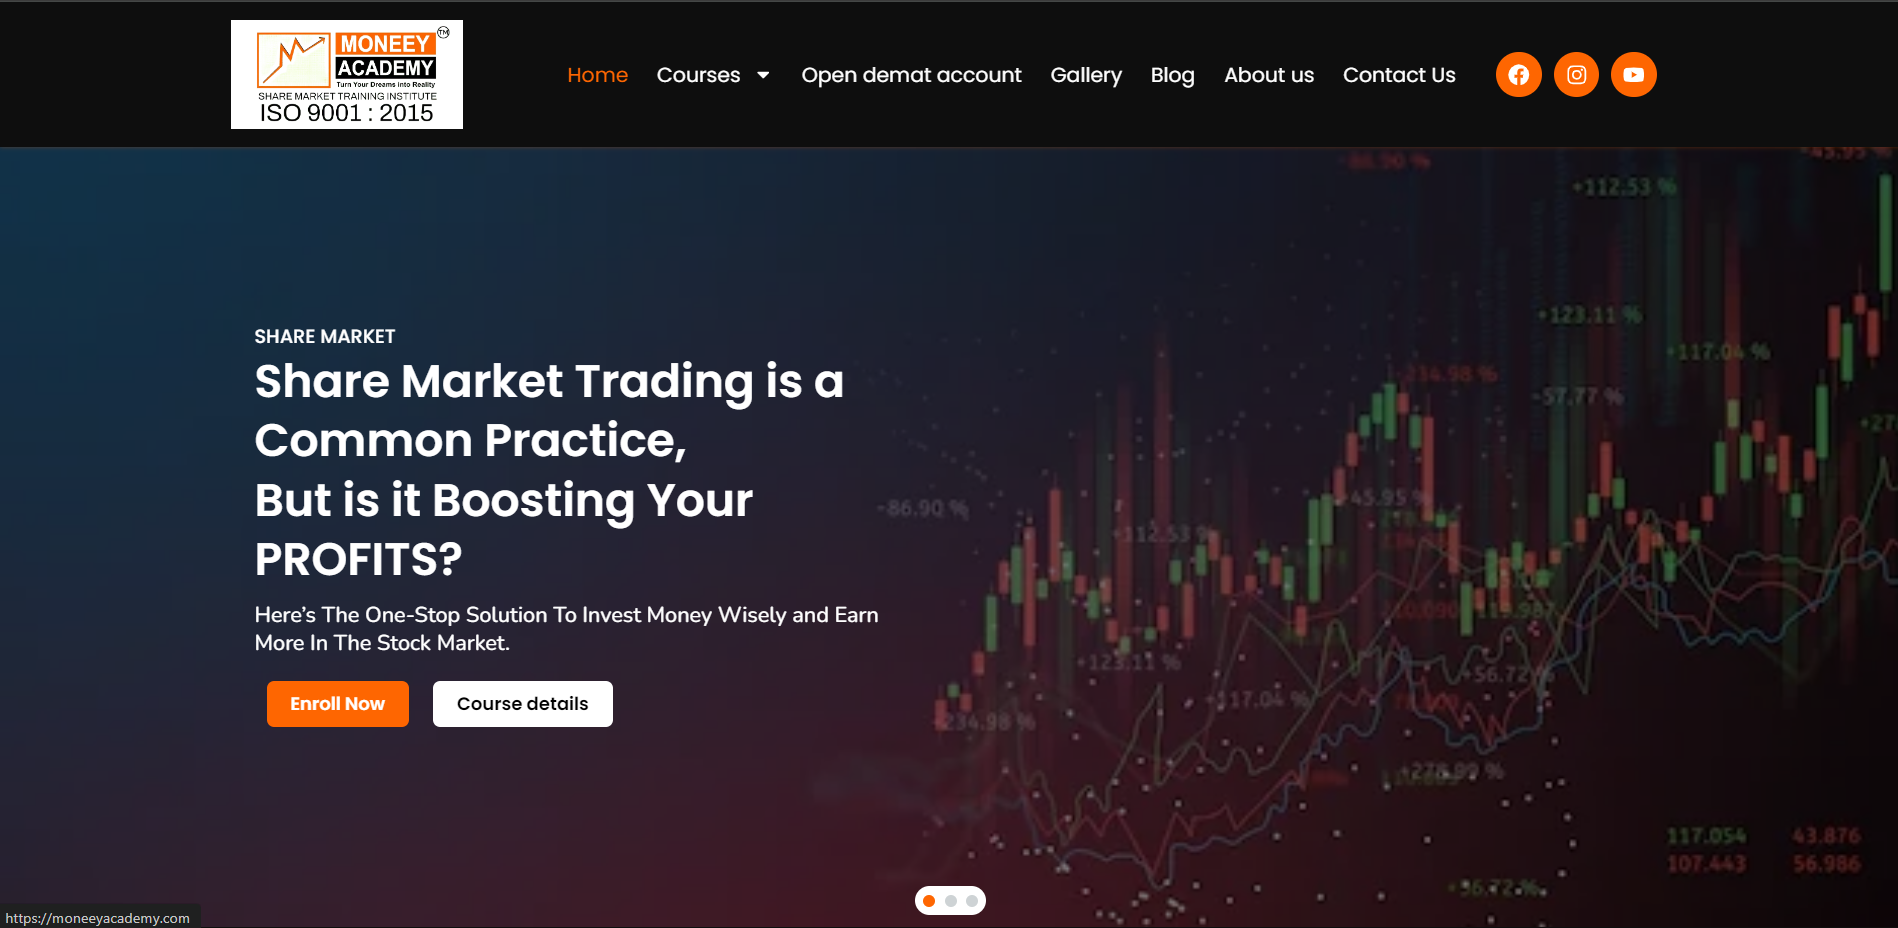 MONEEY
TM
ACADEMY
Turn Your Dreams into Reality
SHARE MARKET TRAINING INSTITUTE
ISO 9001 : 2015
Home Courses Open demat account Gallery Blog About us Contact Us
-86.90 %
-45.95 %
+112.53 %
+123.11 %
+117.04 %
-234.98 %
-57.77 %
SHARE MARKET
Share Market Trading is a
Common Practice,
But is it Boosting Your
PROFITS?
-86.90 %
-45.95 %
+112.53 %
Here's The One-Stop Solution To Invest Money Wisely and Earn
More In The Stock Market.
+123.11 %
+56.72 %
+117.04 %
-234.98 %
Enroll Now Course details
+278.99 %
117.054 43.876
107.443 56.986
+56.72 %
https://moneeyacademy.com